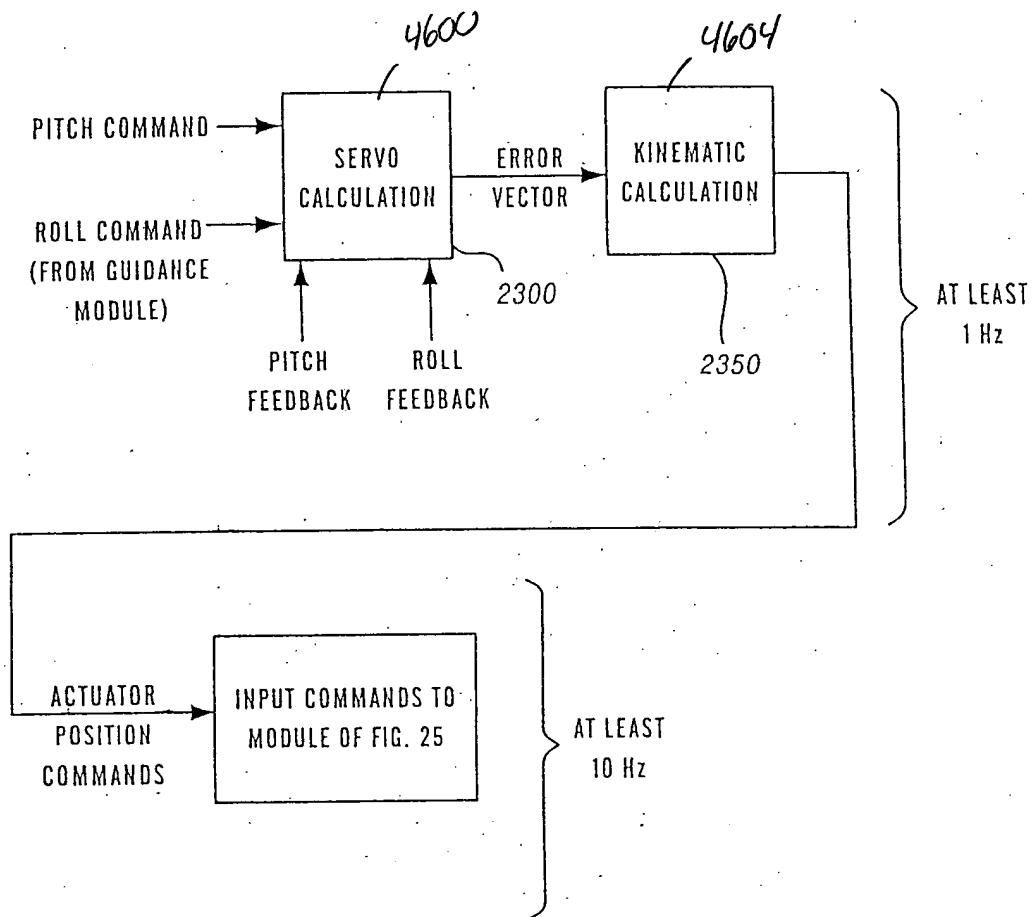 4600
4604
PITCH COMMAND
SERVO
CALCULATION
ERROR
VECTOR
KINEMATIC
CALCULATION
ROLL COMMAND
(FROM GUIDANCE
MODULE)
2300
2350
PITCH
FEEDBACK
ROLL
FEEDBACK
AT LEAST
1 Hz
ACTUATOR
POSITION
COMMANDS
INPUT COMMANDS TO
MODULE OF FIG. 25
AT LEAST
10 Hz